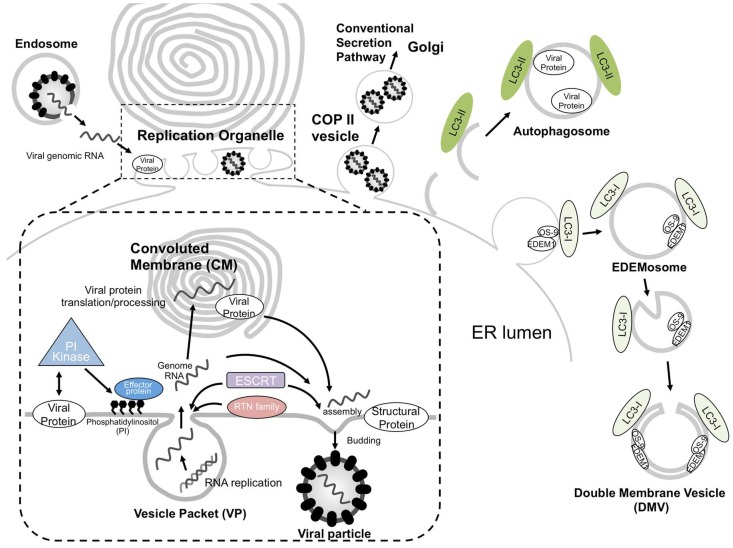 Endosome
Viral genomic RNA
Replication Organelle
Viral
Protein
Conventional
Secretion
Pathway
Golgi
COP II
vesicle
LC3-II
LC3-II
LC3-II
Viral
Protein
Viral
Protein
Autophagosome
OS-9
EDEM1
LC3-I
LC3-I
LC3-I
OS-9
EDEM1
EDEMosome
LC3-I
OS-9
EDEM1
LC3-I
LC3-I
OS-9
EDEM1
OS-9
EDEM1
Double Membrane Vesicle
(DMV)
ER lumen
Convoluted
Membrane (CM)
Viral protein
translation/processing
Viral
Protein
PI
Kinase
Effector
protein
Viral
Protein
Phosphatidylinositol
(PI)
Genome
RNA
ESCRT
RTN family
assembly
Structural
Protein
Budding
RNA replication
Vesicle Packet (VP)
Viral particle